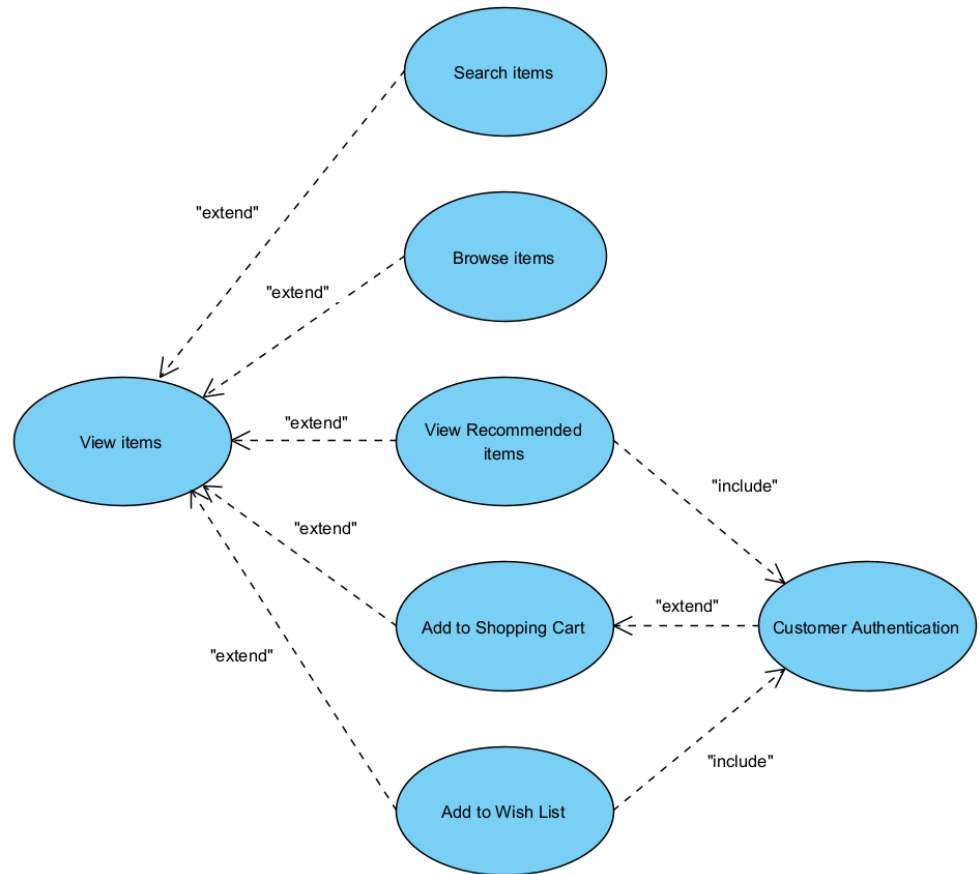 Search items
"extend"
Browse items
"extend"
View items
"extend"
View Recommended
items
"include"
"extend"
Add to Shopping Cart
"extend"
Customer Authentication
"extend"
Add to Wish List
"include"